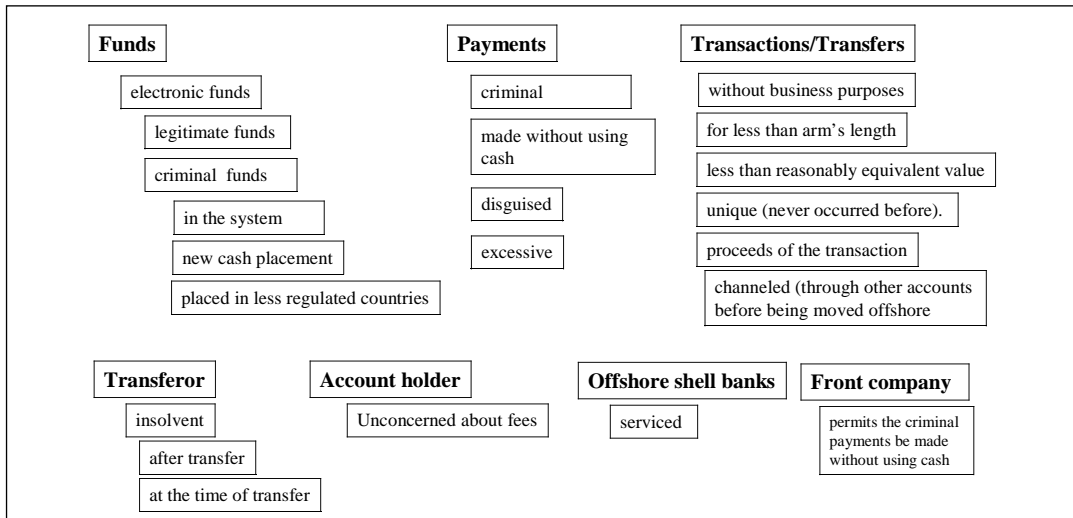 Funds
electronic funds
legitimate funds
criminal funds
in the system
new cash placement
placed in less regulated countries
Payments
criminal
made without using
cash
disguised
excessive
Transactions/Transfers
without business purposes
for less than arm’s length
less than reasonably equivalent value
unique (never occurred before).
proceeds of the transaction
channeled (through other accounts
before being moved offshore
Transferor
insolvent
after transfer
at the time of transfer
Account holder
Unconcerned about fees
Offshore shell banks
serviced
Front company
permits the criminal
payments be made
without using cash